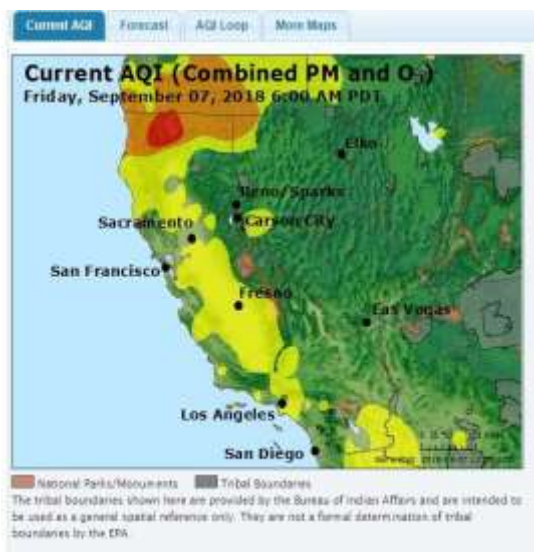 Current AQI Forecast AQI Loop More Maps
Current AQI (Combined PM and O3)
Friday, September 07, 2018 6:00 AM PDT
Elko
Reno/Sparks
Carson City
Sacramento
San Francisco
Fresno
Las Vegas
Los Angeles
San Diego
National Parks/Monuments Tribal Boundaries
The tribal boundaries shown here are provided by the Bureau of Indian Affairs and are intended to
be used as a general spatial reference only. They are not a formal determination of tribal
boundaries by the EPA.